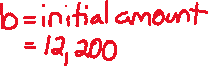 b=initial amount
= 12,200